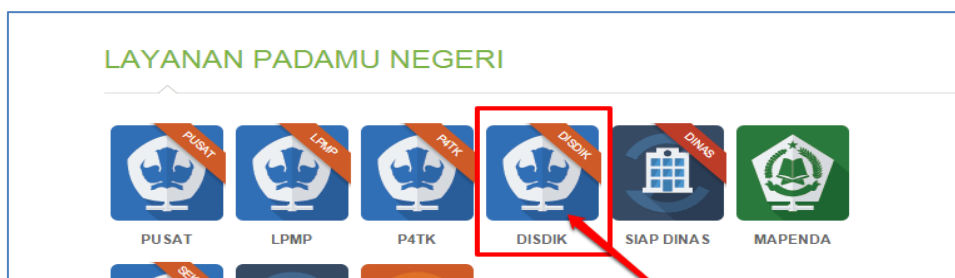 LAYANAN PADAMU NEGERI
PUSAT LPMP P4TK DISDIK DINAS
PUSAT LPMP P4TK DISDIK SIAP DINAS MAPENDA